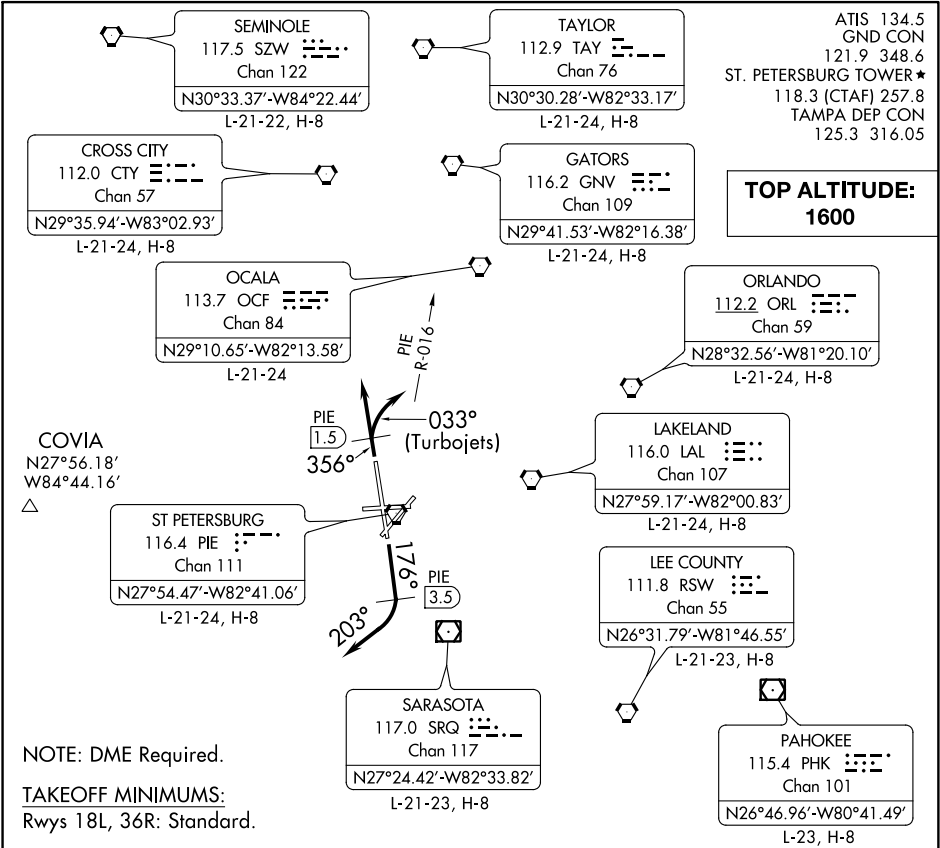 SEMINOLE
117.5 SZW
Chan 122
N30°33.37'-W84°22.44'
L-21-22, H-8
TAYLOR
112.9 TAY
Chan 76
N30°30.28'-W82°33.17'
L-21-24, H-8
ATIS 134.5
GND CON
121.9 348.6
ST. PETERSBURG TOWER★
118.3 (CTAF) 257.8
TAMPA DEP CON
125.3 316.05
CROSS CITY
112.0 CTY
Chan 57
N29°35.94'-W83°02.93'
L-21-24, H-8
GATORS
116.2 GNV
Chan 109
N29°41.53'-W82°16.38'
L-21-24, H-8
TOP ALTITUDE:
1600
OCALA
113.7 OCF
Chan 84
N29°10.65'-W82°13.58'
L-21-24
ORLANDO
112.2 ORL
Chan 59
N28°32.56'-W81°20.10'
L-21-24, H-8
PIE
R-016
PIE
1.5
033°
(Turbojets)
356°
COVIA
N27°56.18'
W84°44.16'
LAKELAND
116.0 LAL
Chan 107
N27°59.17'-W82°00.83'
L-21-24, H-8
ST PETERSBURG
116.4 PIE
Chan 111
N27°54.47'-W82°41.06'
L-21-24, H-8
176°
PIE
3.5
203°
LEE COUNTY
111.8 RSW
Chan 55
N26°31.79'-W81°46.55'
L-21-23, H-8
SARASOTA
117.0 SRQ
Chan 117
N27°24.42'-W82°33.82'
L-21-23, H-8
PAHOKEE
115.4 PHK
Chan 101
N26°46.96'-W80°41.49'
L-23, H-8
NOTE: DME Required.
TAKEOFF MINIMUMS:
Rwys 18L, 36R: Standard.